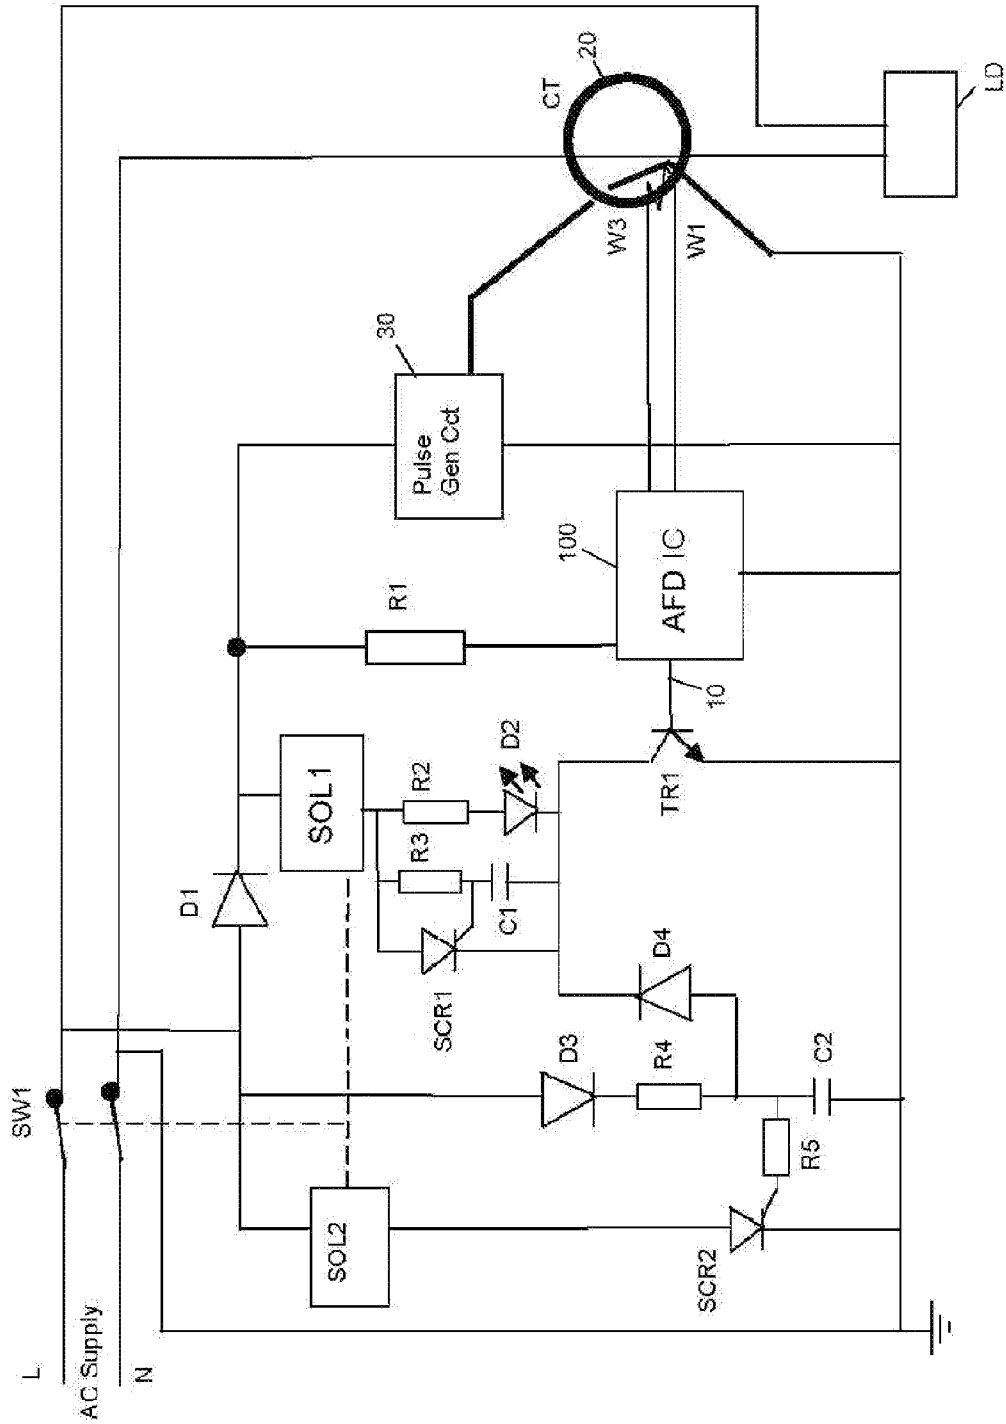 L
SW1
AC Supply
N
D1
SOL2
SOL1
R1
30
Pulse
Gen Cct
R2
R3
SCR1
C1
D2
CT
20
D3
100
W3
R4
D4
AFD IC
W1
TR1
10
SCR2
R5
C2
LD